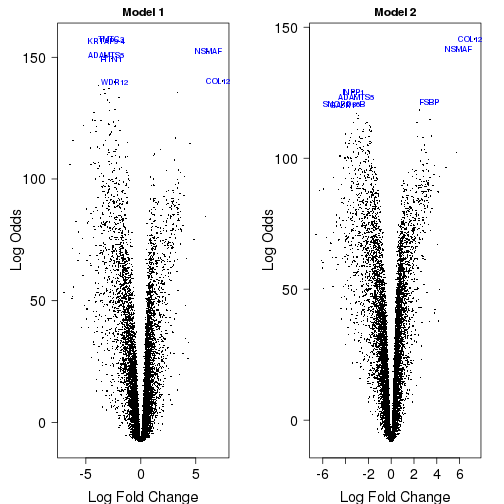 Model 1
Model 2
NSMAF
ADAMTS5
WDR12
COL12
COL12
NSMAF
INPP1
ADAMTS5
FSBP
150
100
50
0
-5 0 5
Log Odds
Log Fold Change
150
100
50
0
-6 -2 0 2 4 6
Log Odds
Log Fold Change